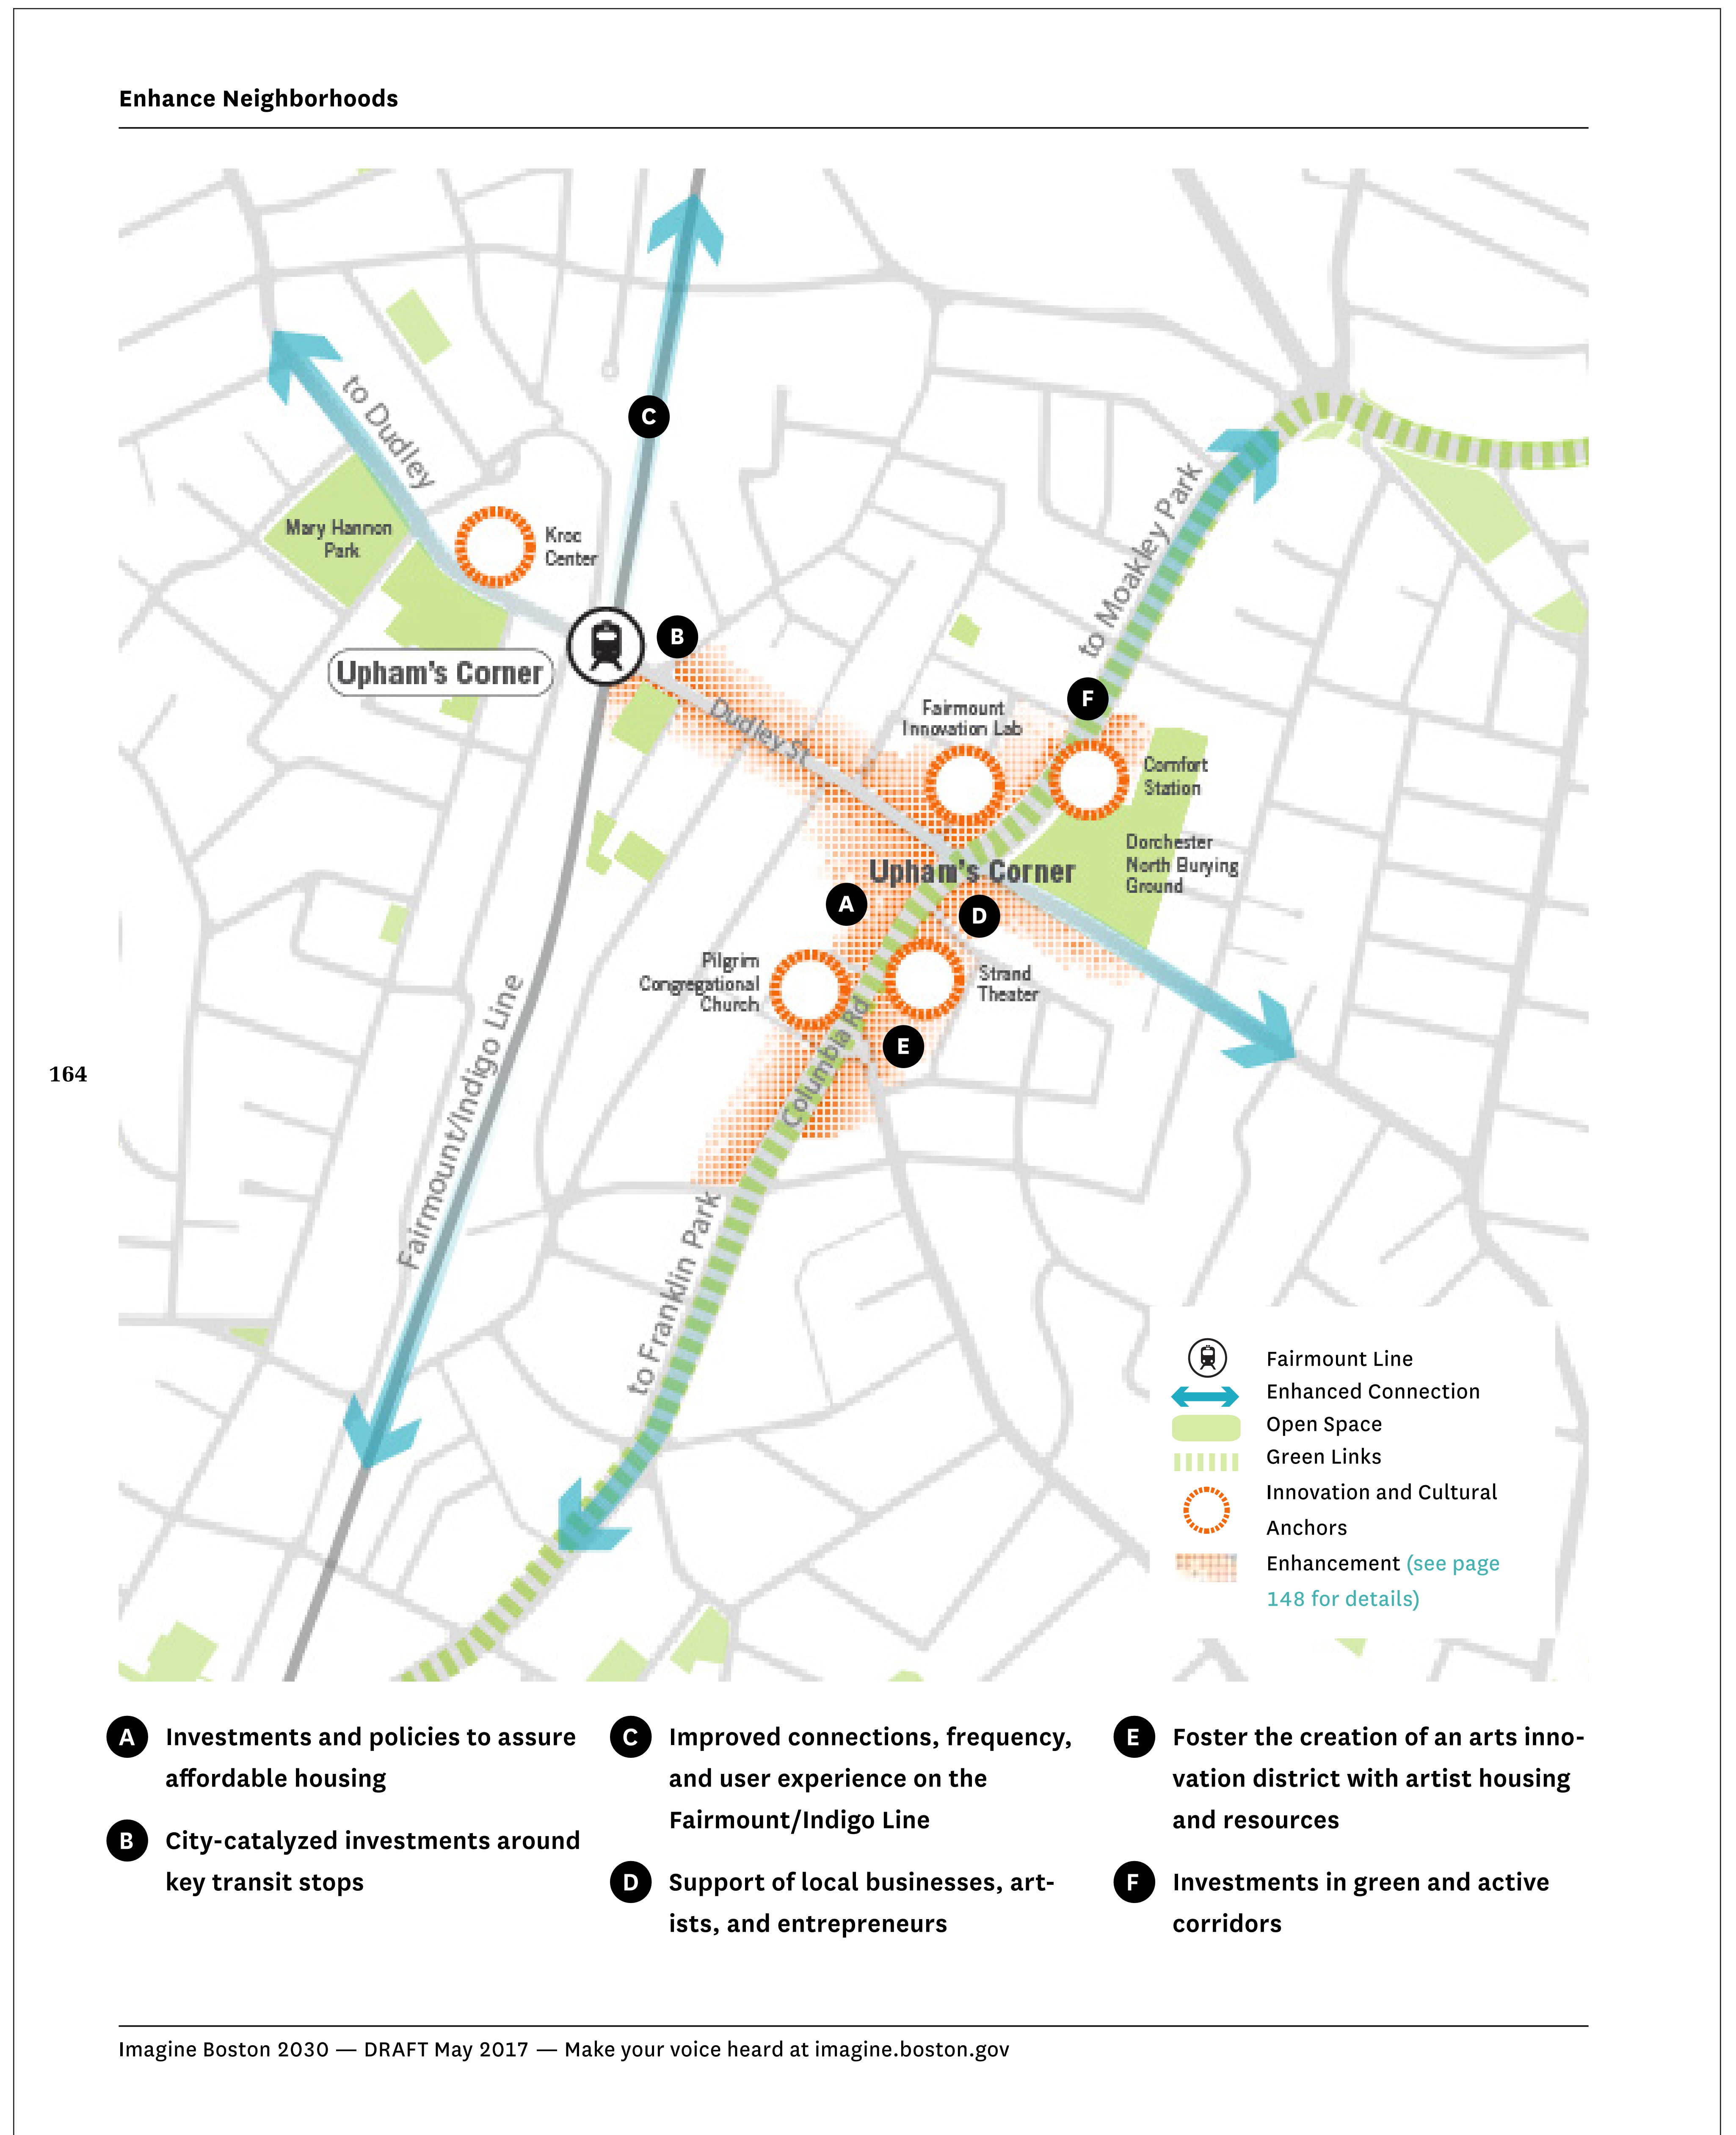 Enhance Neighborhoods
to Dudley
C
to Moakley Park
Mary Hannon
Park
Kroc
Center
B
Upham's Corner
Dudley St
F
Fairmount
Innovation Lab
Comfort
Station
Dorchester
North Burying
Ground
Upham's Corner
A
D
Pilgrim
Congregational
Church
Strand
Theater
Columbia Rd
E
Fairmount/Indigo Line
164
to Franklin Park
Fairmount Line
Enhanced Connection
Open Space
Green Links
Innovation and Cultural
Anchors
Enhancement (see page
148 for details)
A Investments and policies to assure
affordable housing
B City-catalyzed investments around
key transit stops
C Improved connections, frequency,
and user experience on the
Fairmount/Indigo Line
D Support of local businesses, art-
ists, and entrepreneurs
E Foster the creation of an arts inno-
vation district with artist housing
and resources
F Investments in green and active
corridors
Imagine Boston 2030 — DRAFT May 2017 — Make your voice heard at imagine.boston.gov